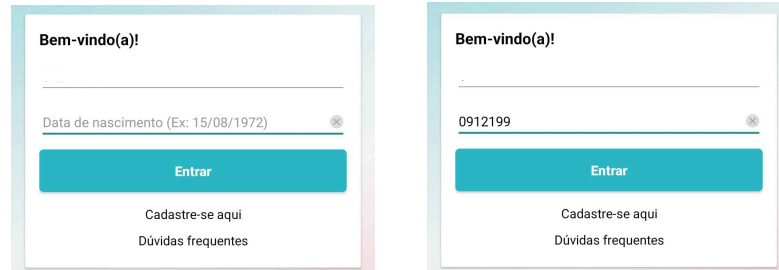 Bem-vindo(a)!
Data de nascimento (Ex: 15/08/1972)
Entrar
Cadastre-se aqui
Dúvidas frequentes
Bem-vindo(a)!
0912199
Entrar
Cadastre-se aqui
Dúvidas frequentes